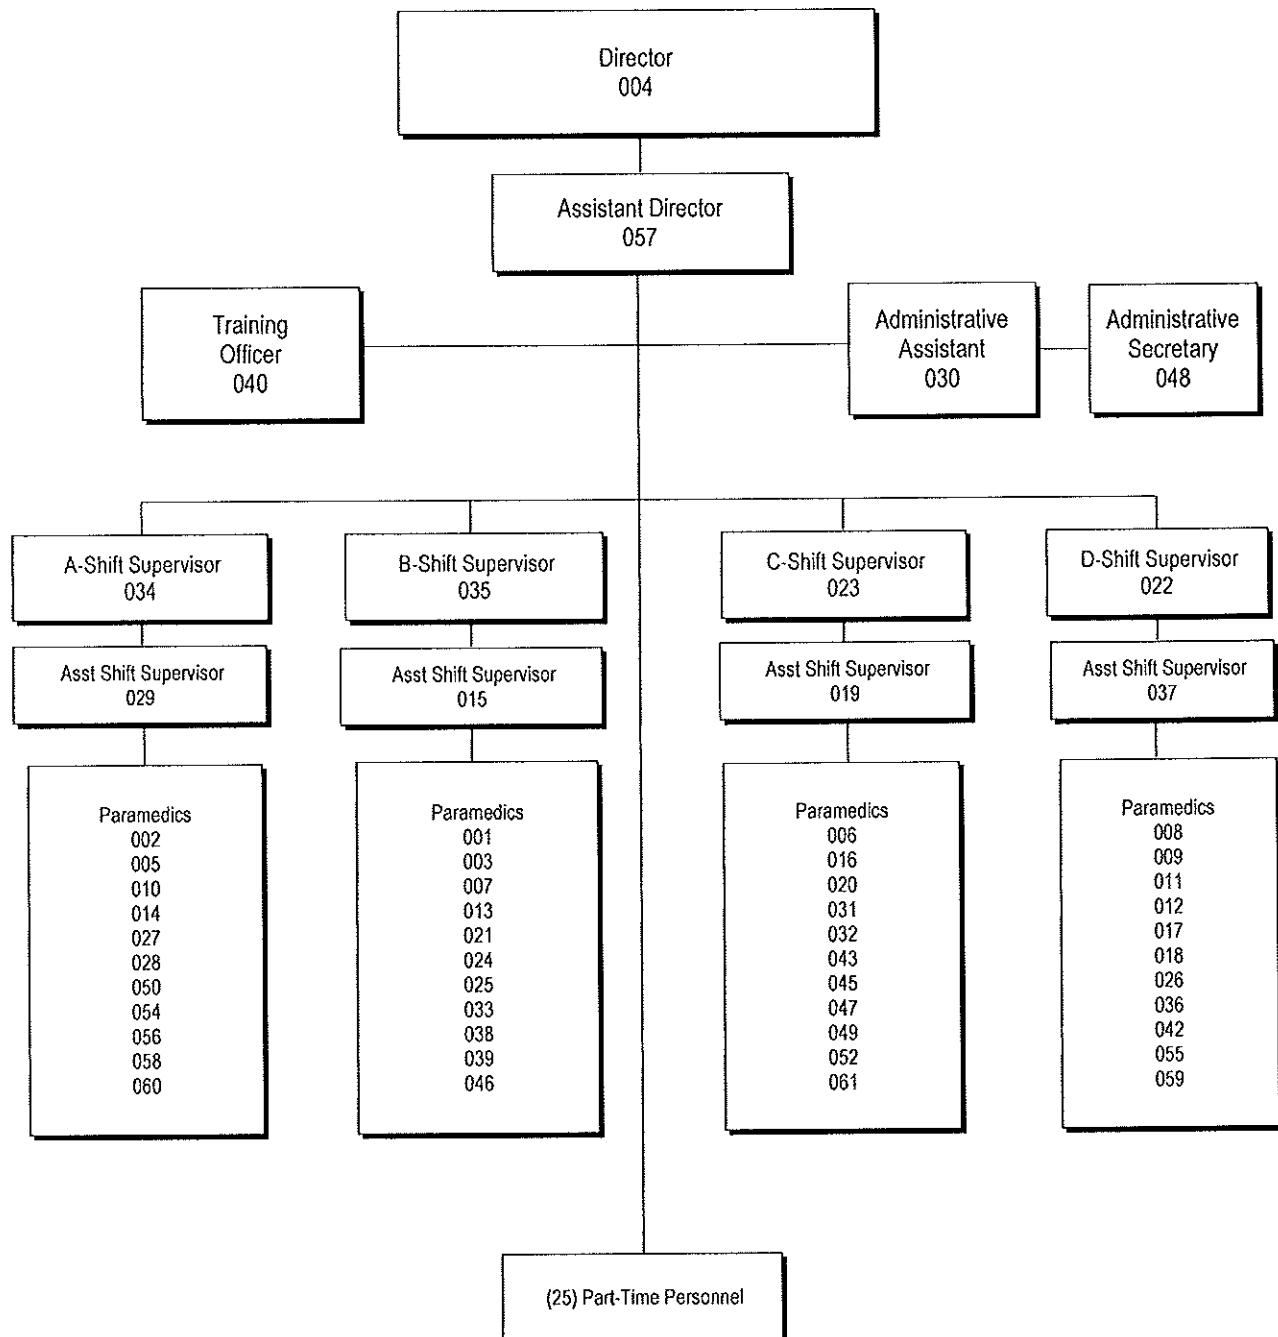 Director
004
Assistant Director
057
Training
Officer
040
Administrative
Assistant
030
Administrative
Secretary
048
A-Shift Supervisor
034
B-Shift Supervisor
035
C-Shift Supervisor
023
D-Shift Supervisor
022
Asst Shift Supervisor
029
Asst Shift Supervisor
015
Asst Shift Supervisor
019
Asst Shift Supervisor
037
Paramedics
002
005
010
014
027
028
050
054
056
058
060
Paramedics
001
003
007
013
021
024
025
033
038
039
046
Paramedics
006
016
020
031
032
043
045
047
049
052
061
Paramedics
008
009
011
012
017
018
026
036
042
055
059
(25) Part-Time Personnel